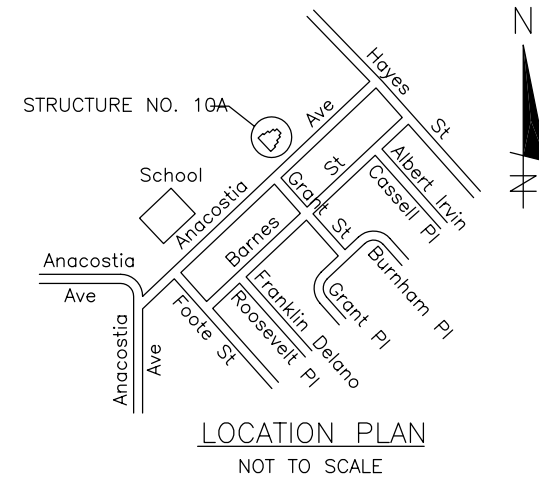 N
Hayes St
STRUCTURE NO. 10A
Anacostia Ave
School
Albert Irvin
Cassell Pl
Grant St
Barnes St
Anacostia
Ave
Burnham Pl
Grant Pl
Franklin Delano
Roosevelt Pl
Foote St
Anacostia
Ave
LOCATION PLAN
NOT TO SCALE